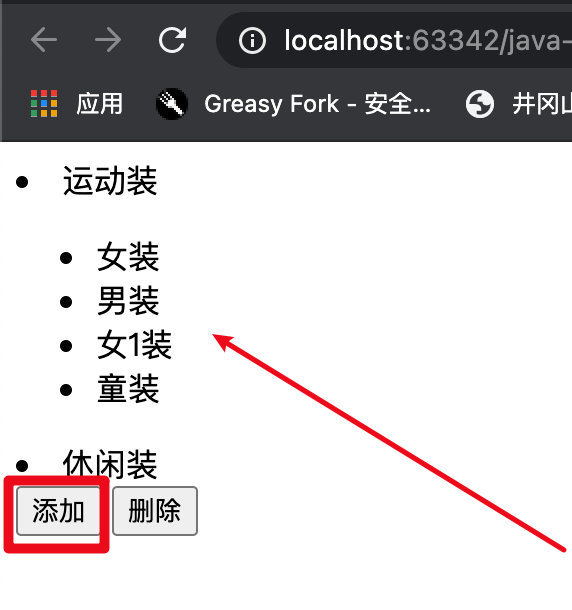 localhost:63342/java-
应用 Greasy Fork - 安全... 井冈山
运动装
女装
男装
女1装
童装
休闲装
添加 删除